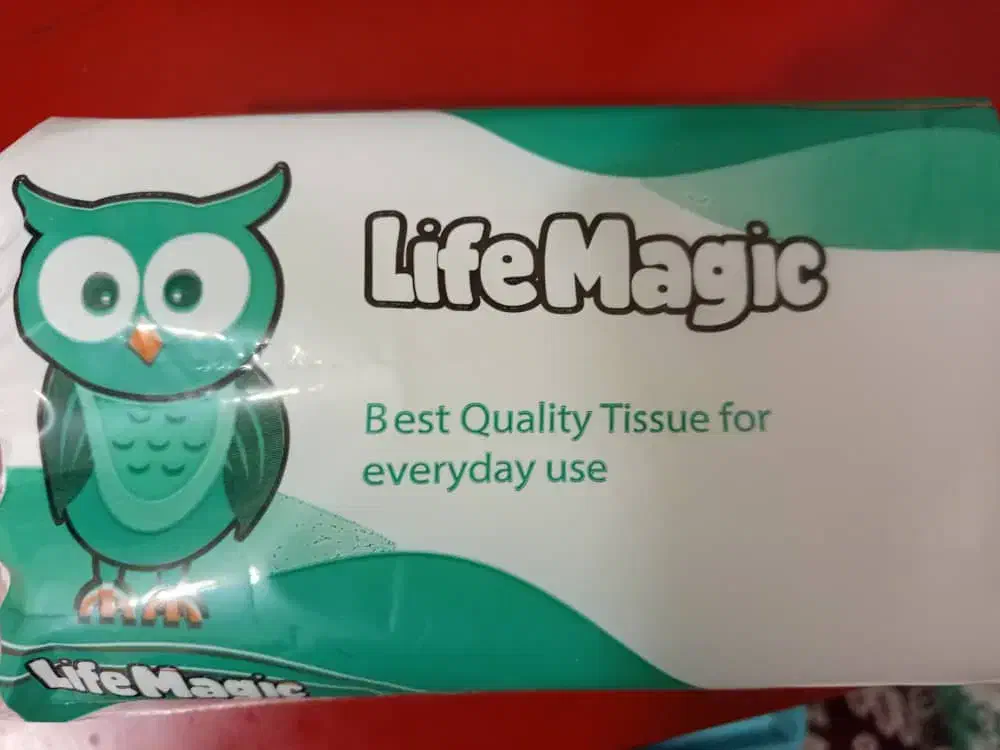 LifeMagic
Best Quality Tissue for
everyday use
LifeMagic